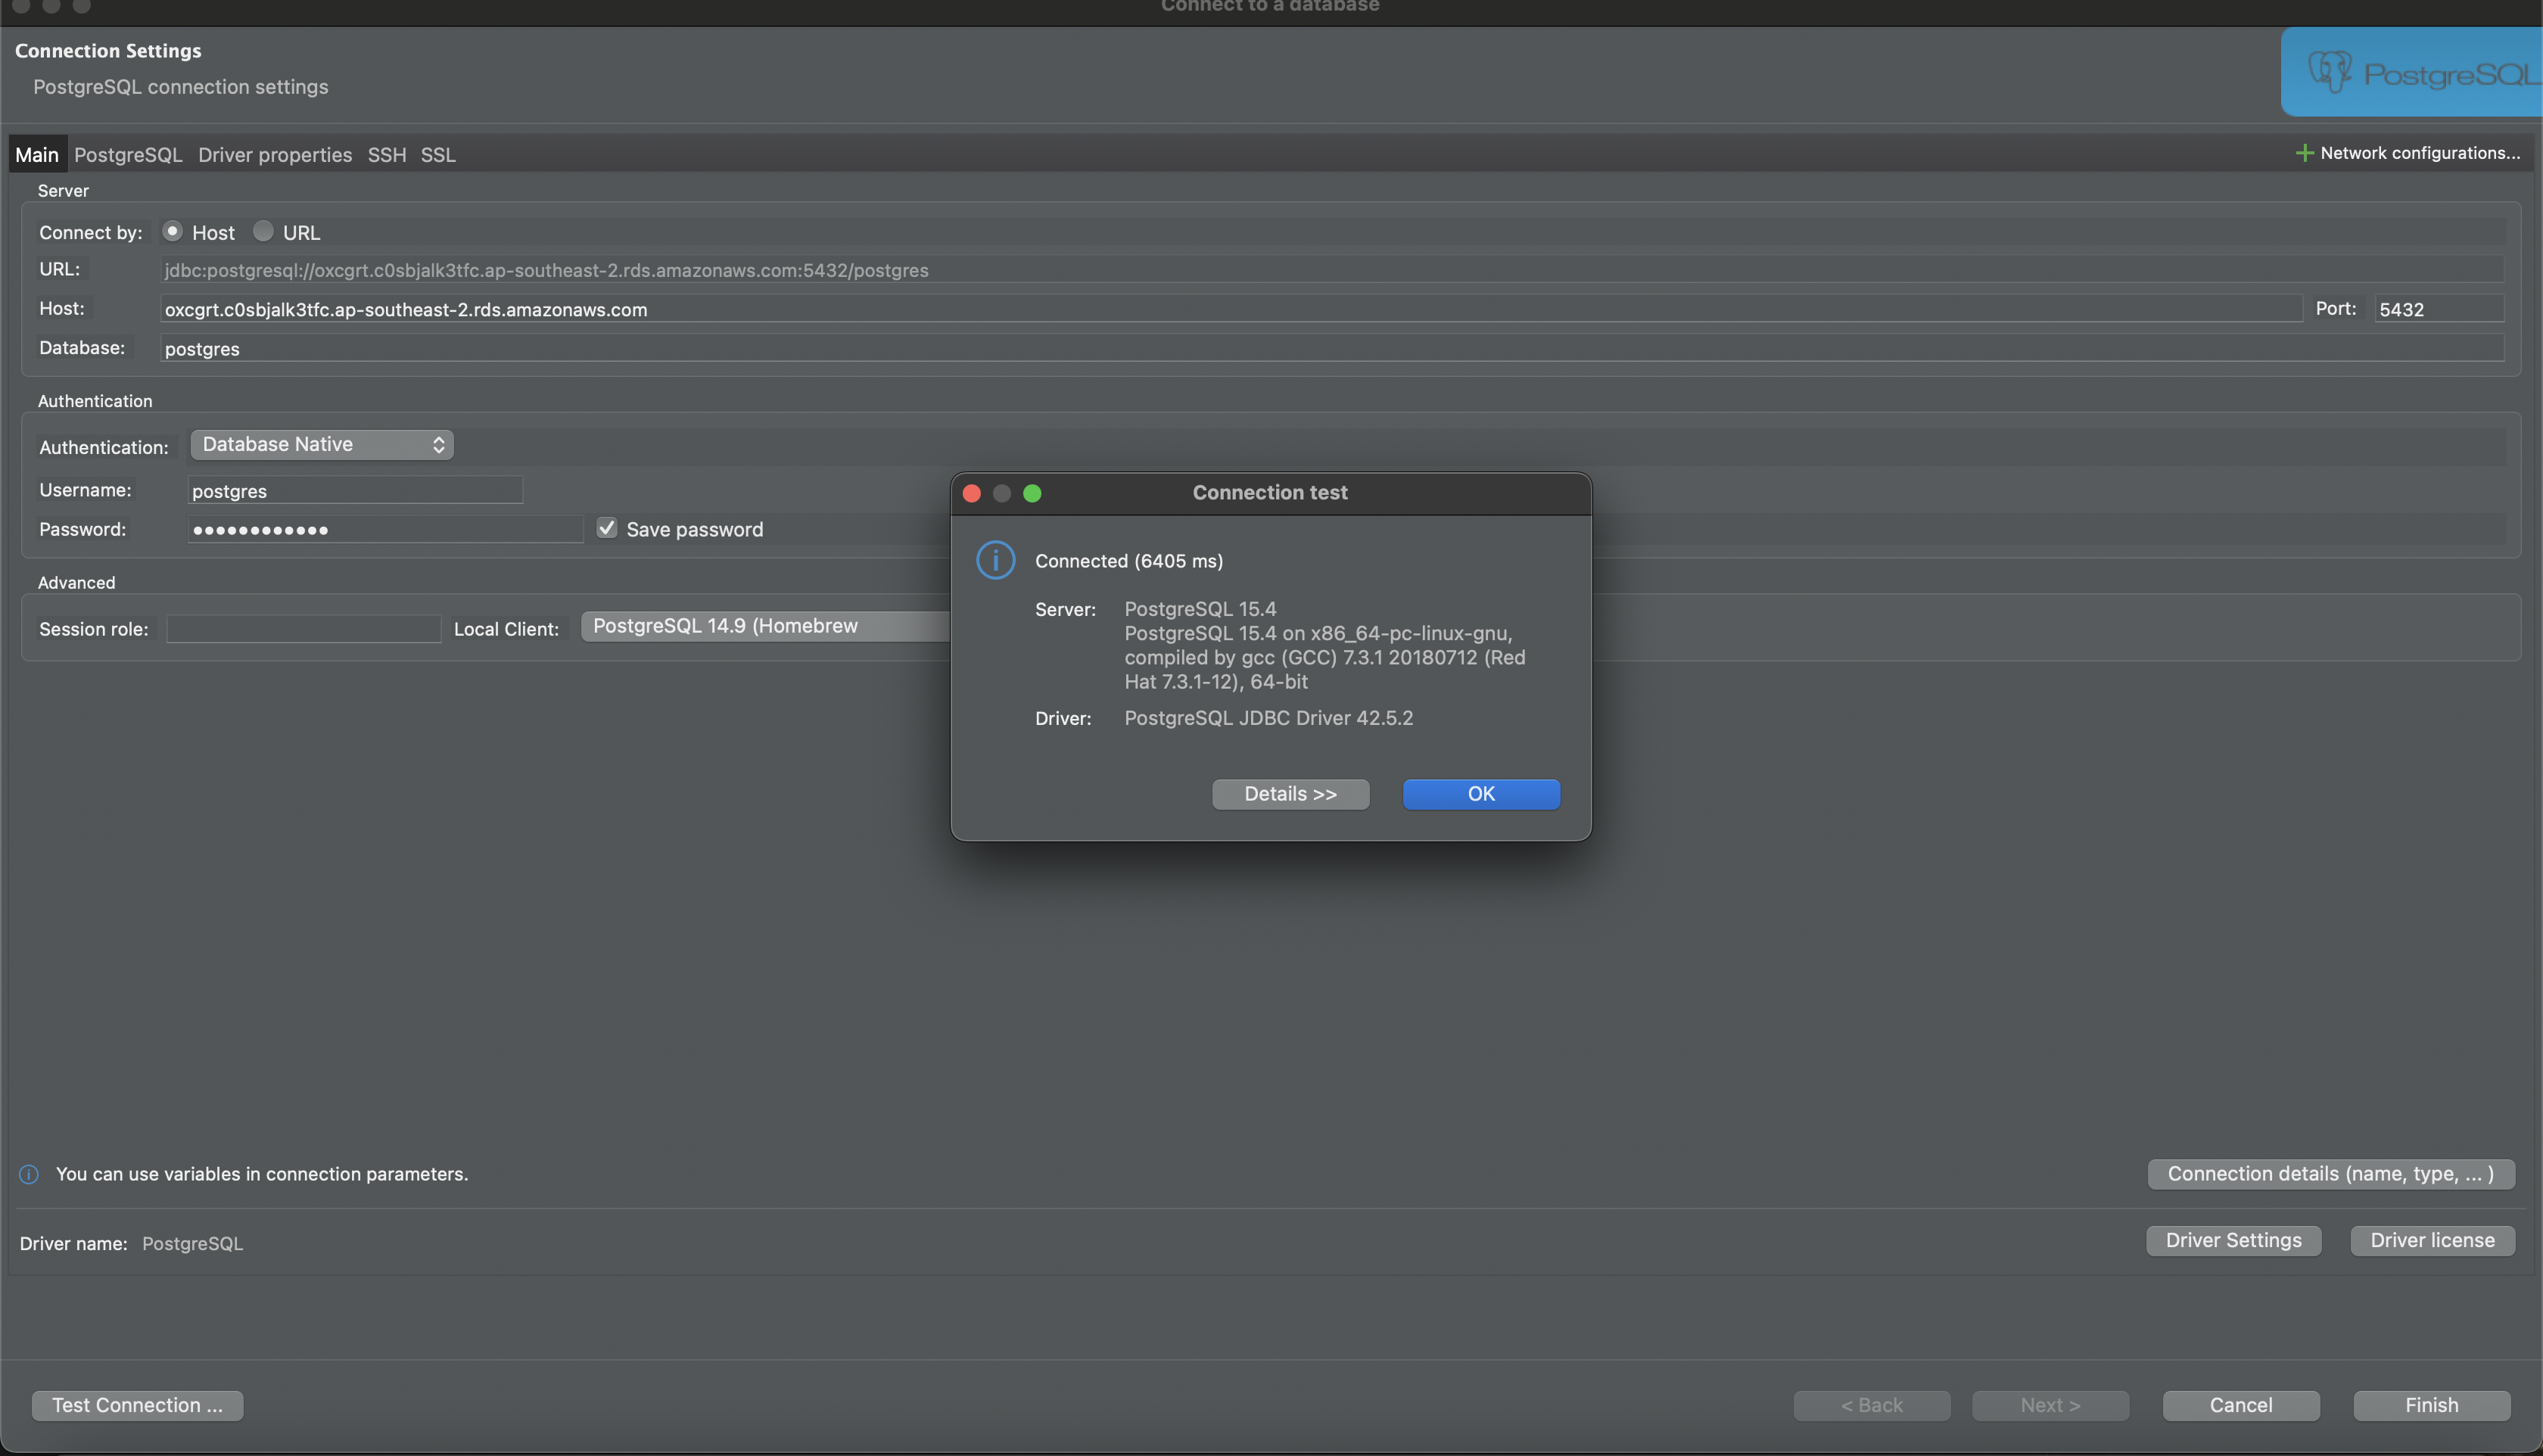 Connect to a database
Connection Settings
PostgreSQL connection settings
PostgreSQL
Main PostgreSQL Driver properties SSH SSL
Network configurations...
Server
Connect by: Host URL
URL: jdbc:postgresql://oxcgrt.c0sbjalk3tfc.ap-southeast-2.rds.amazonaws.com:5432/postgres
Host: oxcgrt.c0sbjalk3tfc.ap-southeast-2.rds.amazonaws.com Port: 5432
Database: postgres
Authentication
Authentication: Database Native
Username: postgres
Password: ●●●●●●●●●●●● Save password
Advanced
Session role: Local Client: PostgreSQL 14.9 (Homebrew
Connection test
Connected (6405 ms)
Server: PostgreSQL 15.4
PostgreSQL 15.4 on x86_64-pc-linux-gnu,
compiled by gcc (GCC) 7.3.1 20180712 (Red
Hat 7.3.1-12), 64-bit
Driver: PostgreSQL JDBC Driver 42.5.2
Details >> OK
You can use variables in connection parameters.
Connection details (name, type, ... )
Driver name: PostgreSQL
Driver Settings Driver license
Test Connection ... < Back Next > Cancel Finish